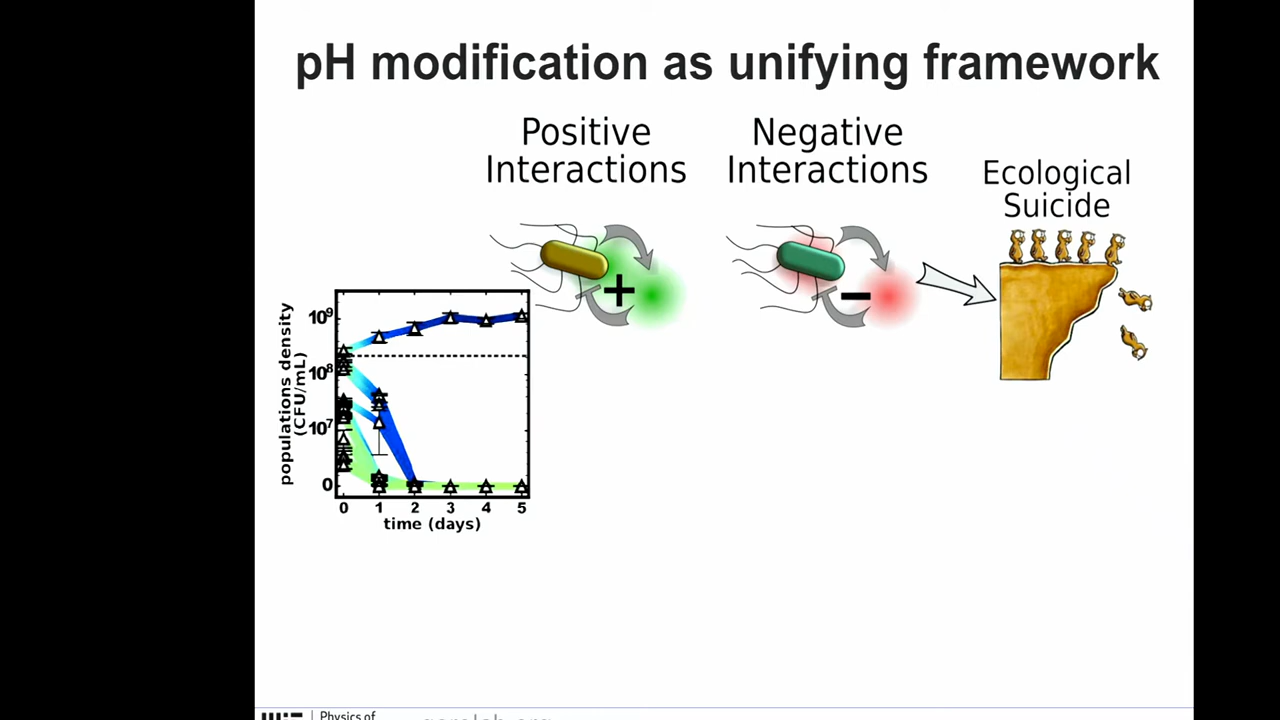 pH modification as unifying framework
Positive
Interactions
Negative
Interactions
Ecological
Suicide
+
−
populations density
(CFU/mL)
10⁹
10⁸
10⁷
0
0 1 2 3 4 5
time (days)
Physics of